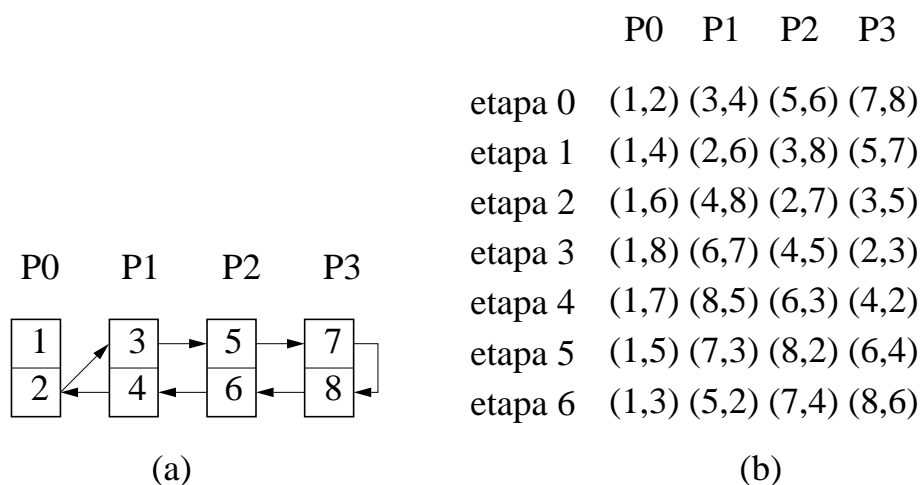 P0 P1 P2 P3
1 3 5 7
2 4 6 8
(a)
P0 P1 P2 P3
etapa 0 (1,2) (3,4) (5,6) (7,8)
etapa 1 (1,4) (2,6) (3,8) (5,7)
etapa 2 (1,6) (4,8) (2,7) (3,5)
etapa 3 (1,8) (6,7) (4,5) (2,3)
etapa 4 (1,7) (8,5) (6,3) (4,2)
etapa 5 (1,5) (7,3) (8,2) (6,4)
etapa 6 (1,3) (5,2) (7,4) (8,6)
(b)